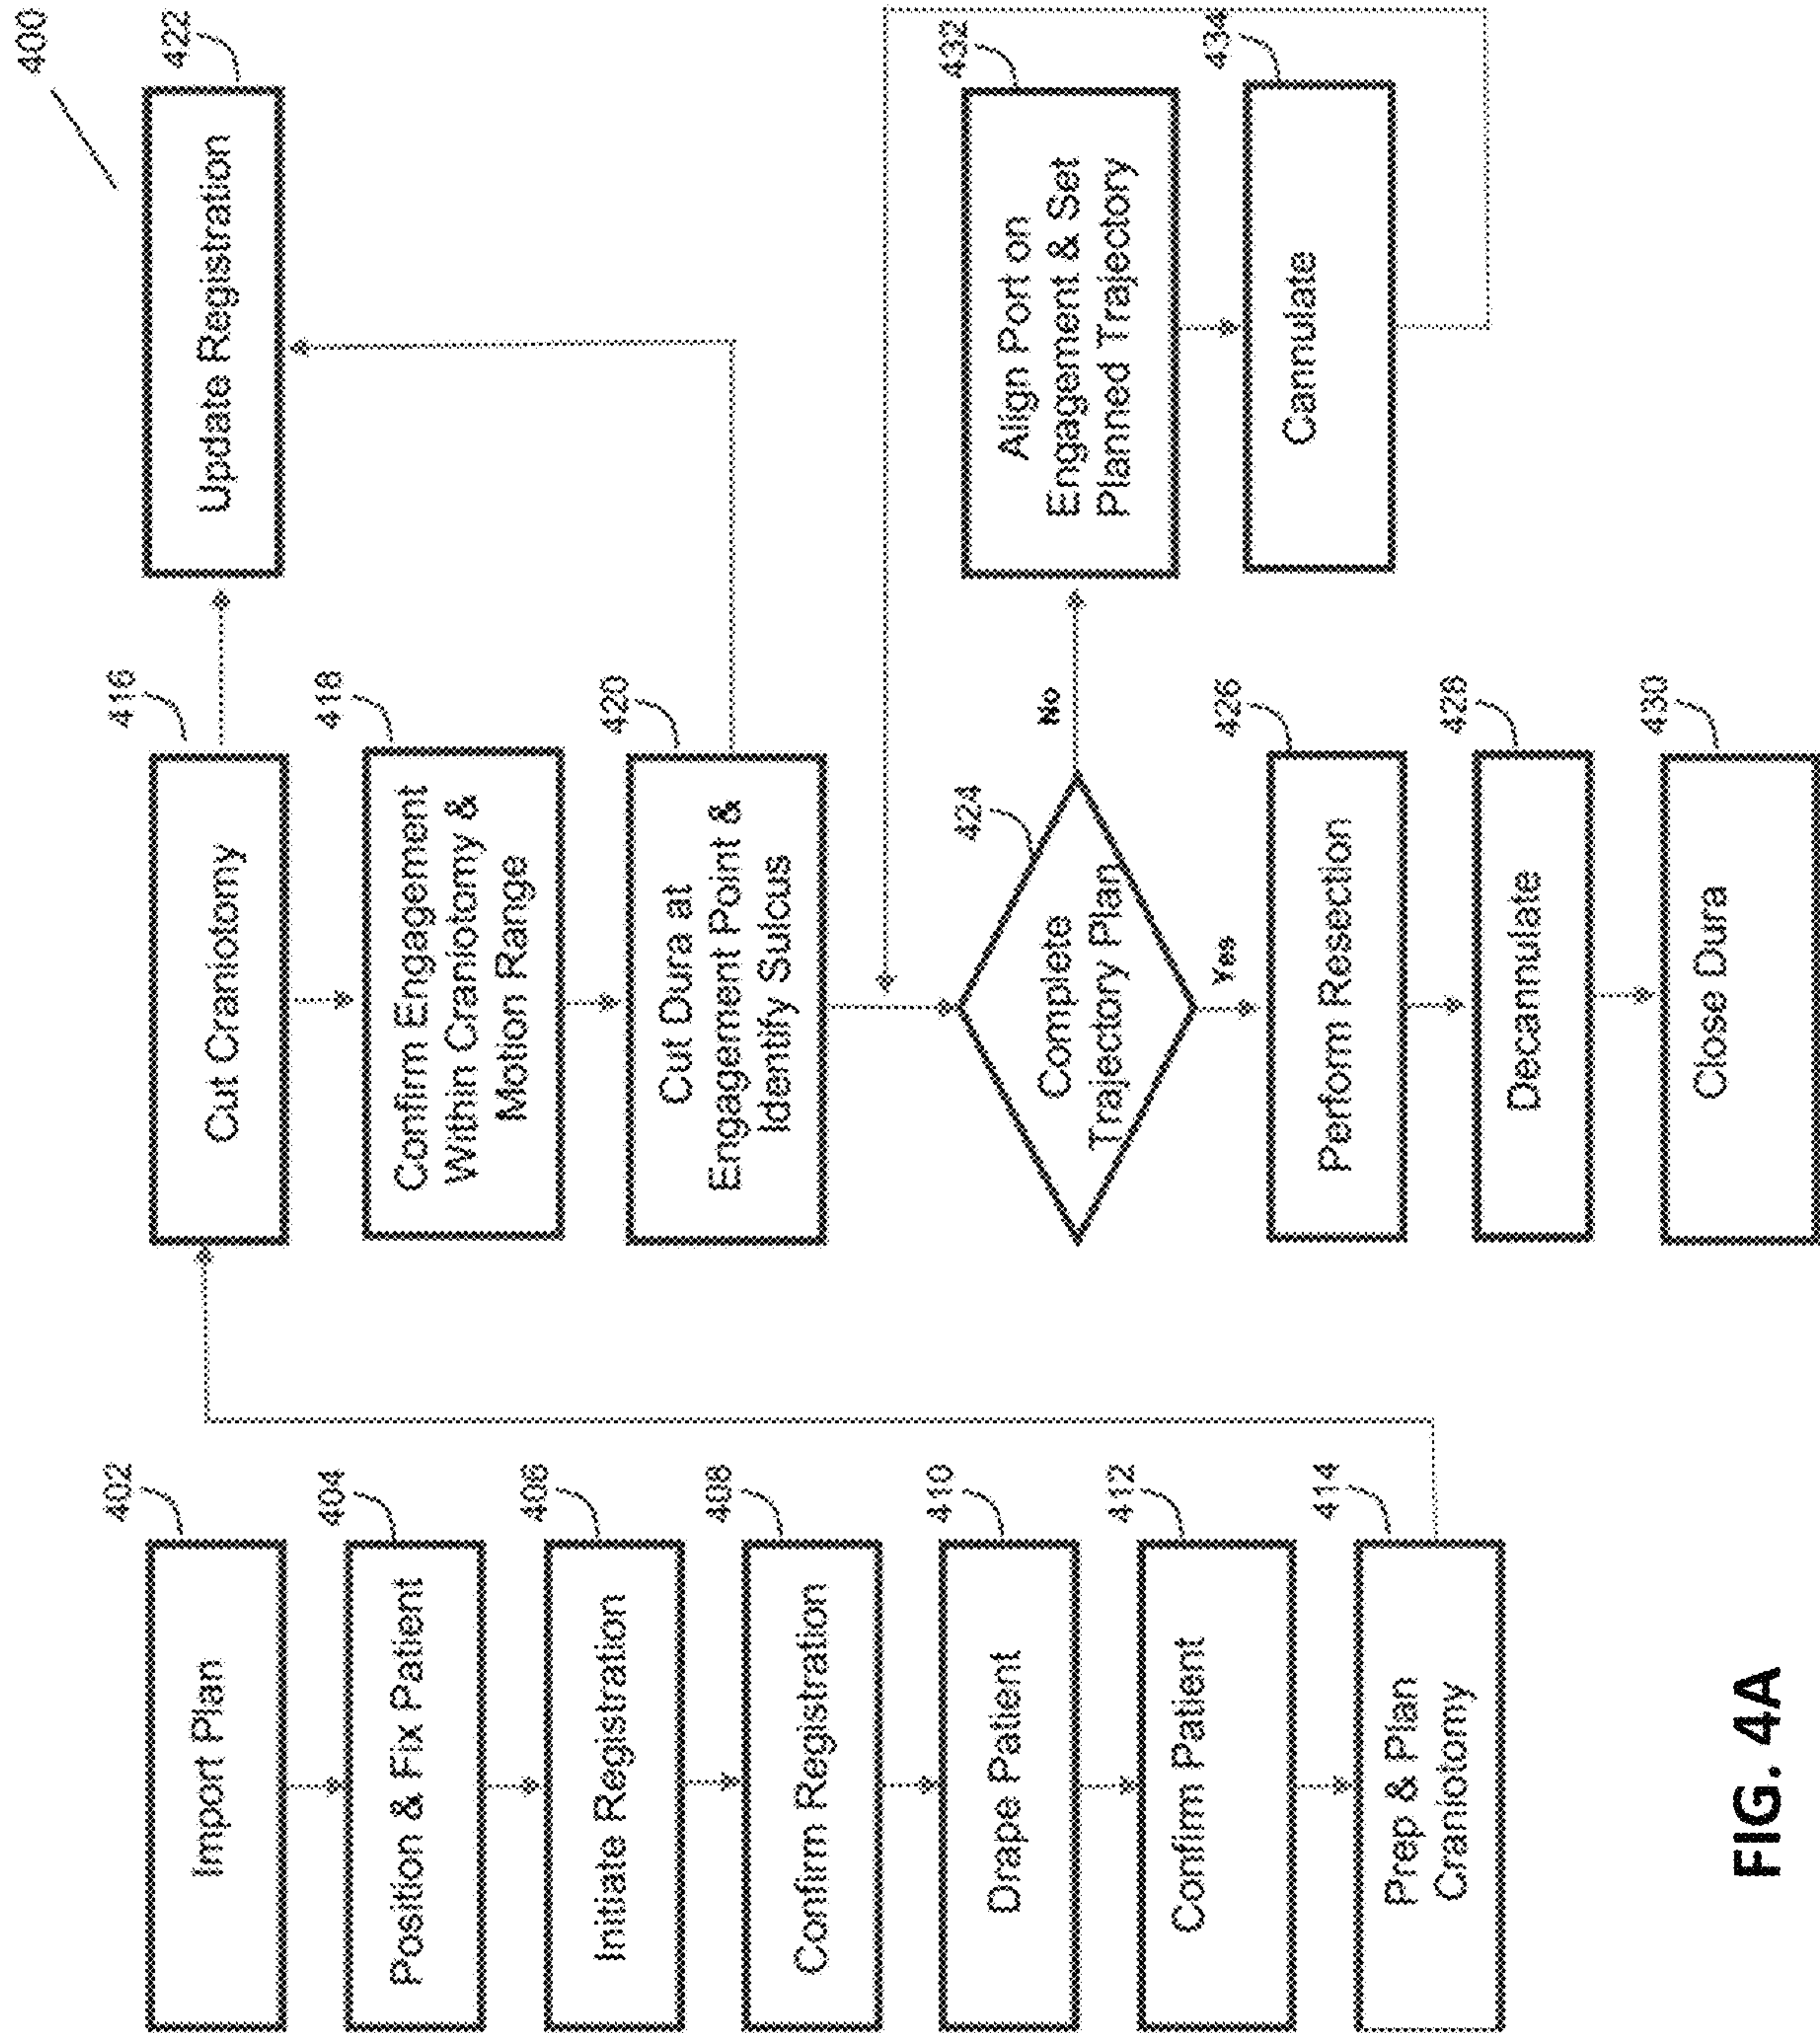 400
402
Import Plan
404
Position & Fix Patient
406
Initiate Registration
408
Confirm Registration
410
Drape Patient
412
Confirm Patient
414
Prep & Plan
Craniotomy
416
Cut Craniotomy
418
Confirm Engagement
Within Craniotomy &
Motion Range
420
Cut Dura at
Engagement Point &
Identify Sulcus
422
Update Registration
424
Complete
Trajectory Plan
No
Yes
426
Perform Resection
428
Decannulate
430
Close Dura
432
Align Port on
Engagement & Set
Planned Trajectory
434
Cannulate
FIG. 4A